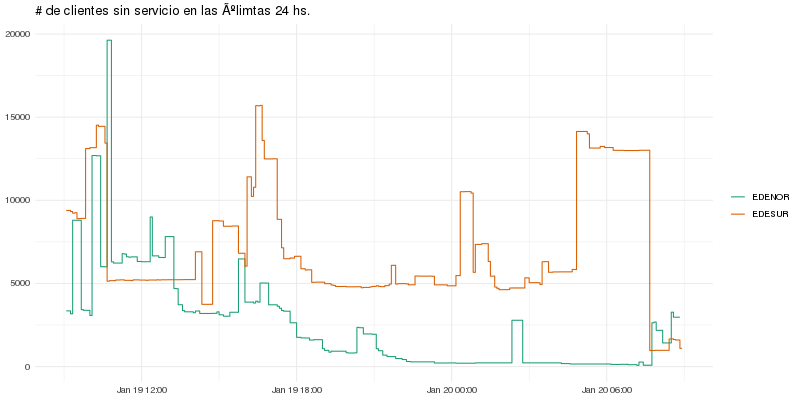 # de clientes sin servicio en las Ãºlimtas 24 hs.
20000
15000
10000
5000
0
Jan 19 12:00
Jan 19 18:00
Jan 20 00:00
Jan 20 06:00
EDENOR
EDESUR